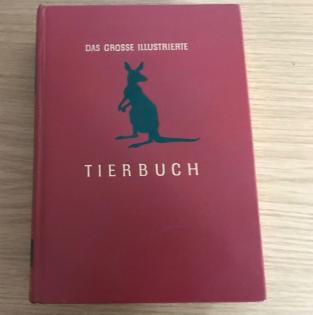 DAS GROSSE ILLUSTRIERTE
TIERBUCH